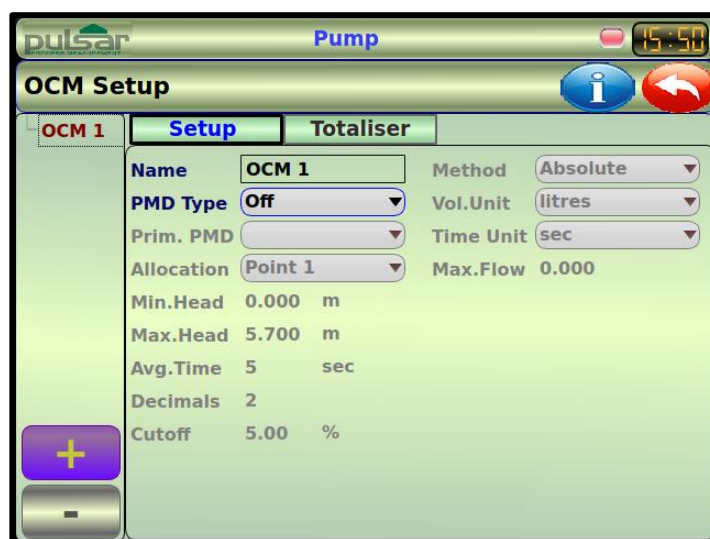 pulsar
PROCESS MEASUREMENT
Pump
15:50
OCM Setup
i
OCM 1
Setup
Totaliser
Name OCM 1
PMD Type Off
Prim. PMD
Allocation Point 1
Min.Head 0.000 m
Max.Head 5.700 m
Avg.Time 5 sec
Decimals 2
Cutoff 5.00 %
Method Absolute
Vol.Unit litres
Time Unit sec
Max.Flow 0.000
+
-